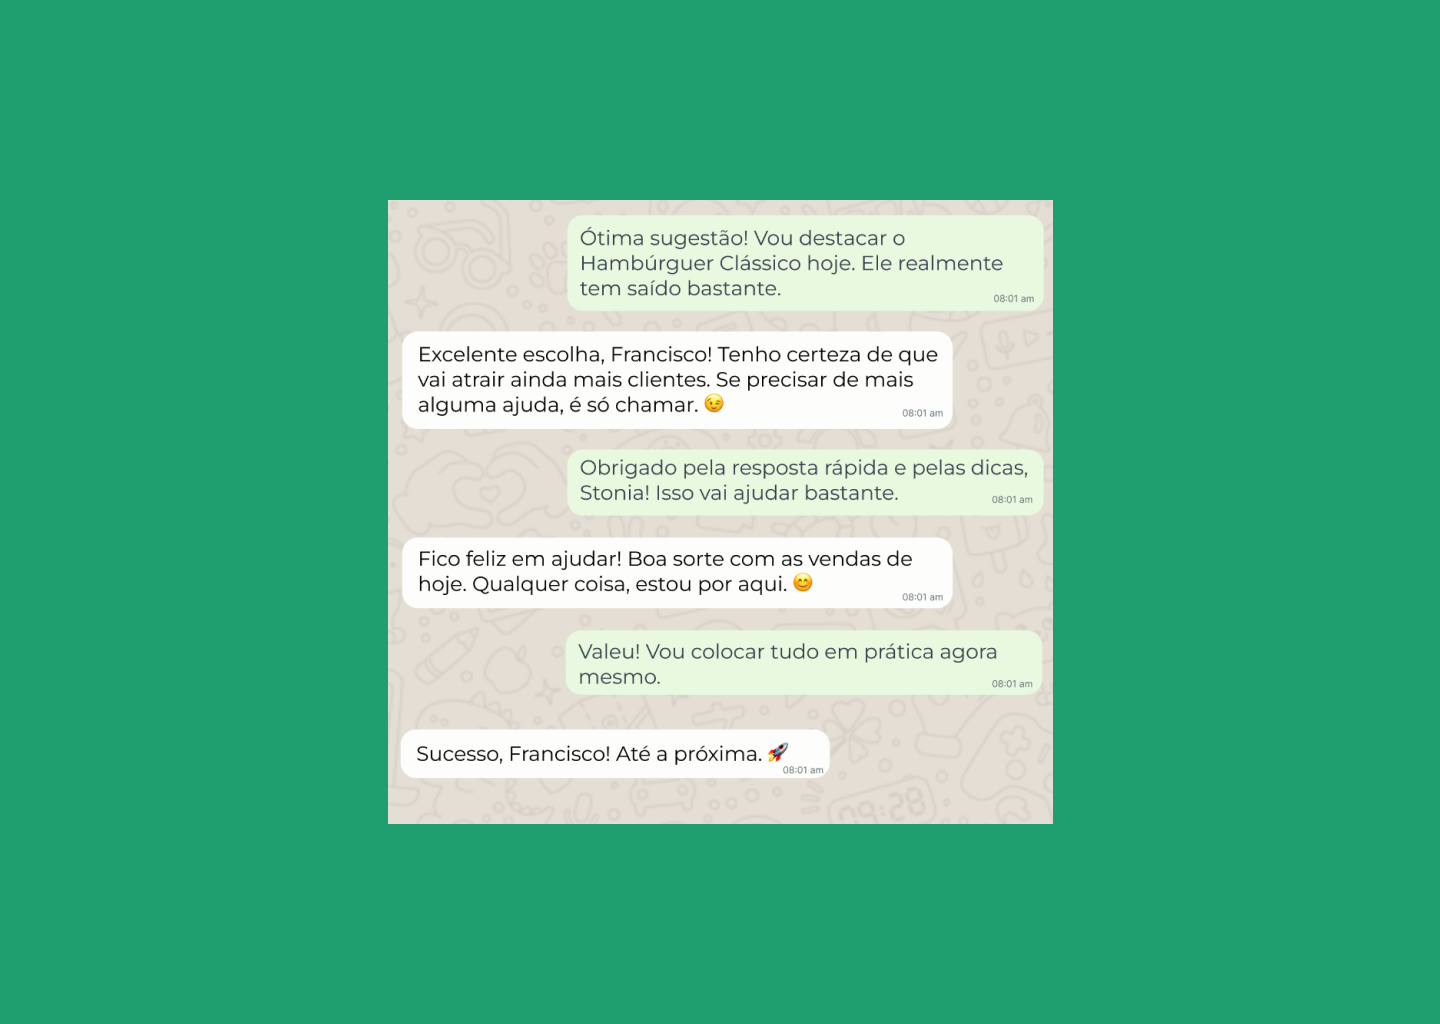 Ótima sugestão! Vou destacar o
Hambúrguer Clássico hoje. Ele realmente
tem saído bastante.
08:01 am
Excelente escolha, Francisco! Tenho certeza de que
vai atrair ainda mais clientes. Se precisar de mais
alguma ajuda, é só chamar. 😉
08:01 am
Obrigado pela resposta rápida e pelas dicas,
Stonia! Isso vai ajudar bastante.
08:01 am
Fico feliz em ajudar! Boa sorte com as vendas de
hoje. Qualquer coisa, estou por aqui. 😊
08:01 am
Valeu! Vou colocar tudo em prática agora
mesmo.
08:01 am
Sucesso, Francisco! Até a próxima. 🚀
08:01 am
09:28